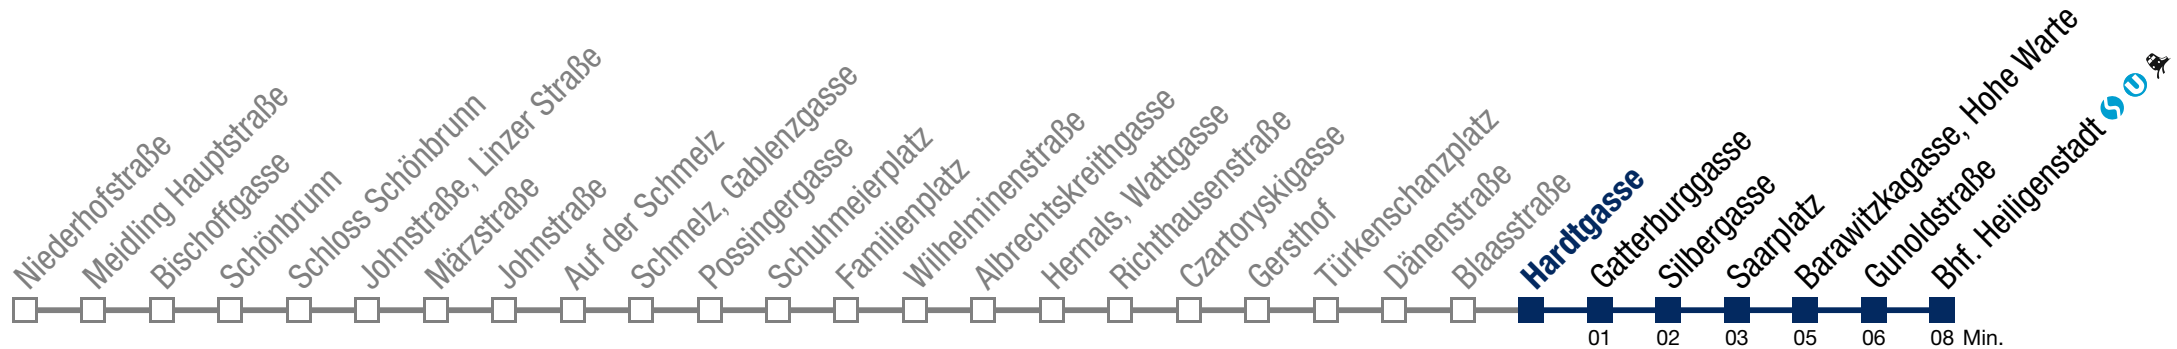 Niederhofstraße
Meidling Hauptstraße
Bischoffgasse
Schönbrunn
Schloss Schönbrunn
Johnstraße, Linzer Straße
Märzstraße
Johnstraße
Auf der Schmelz
Schmelz, Gablenzgasse
Possingergasse
Schuhmeierplatz
Familienplatz
Wilhelminenstraße
Albrechtskreithgasse
Hernals, Wattgasse
Richthausenstraße
Czartoryskigasse
Gersthof
Türkenschanzplatz
Dänenstraße
Blaasstraße
Hardtgasse
Gatterburggasse
Silbergasse
Saarplatz
Barawitzkagasse, Hohe Warte
Gunoldstraße
Bhf. Heiligenstadt S U
01 02 03 05 06 08 Min.